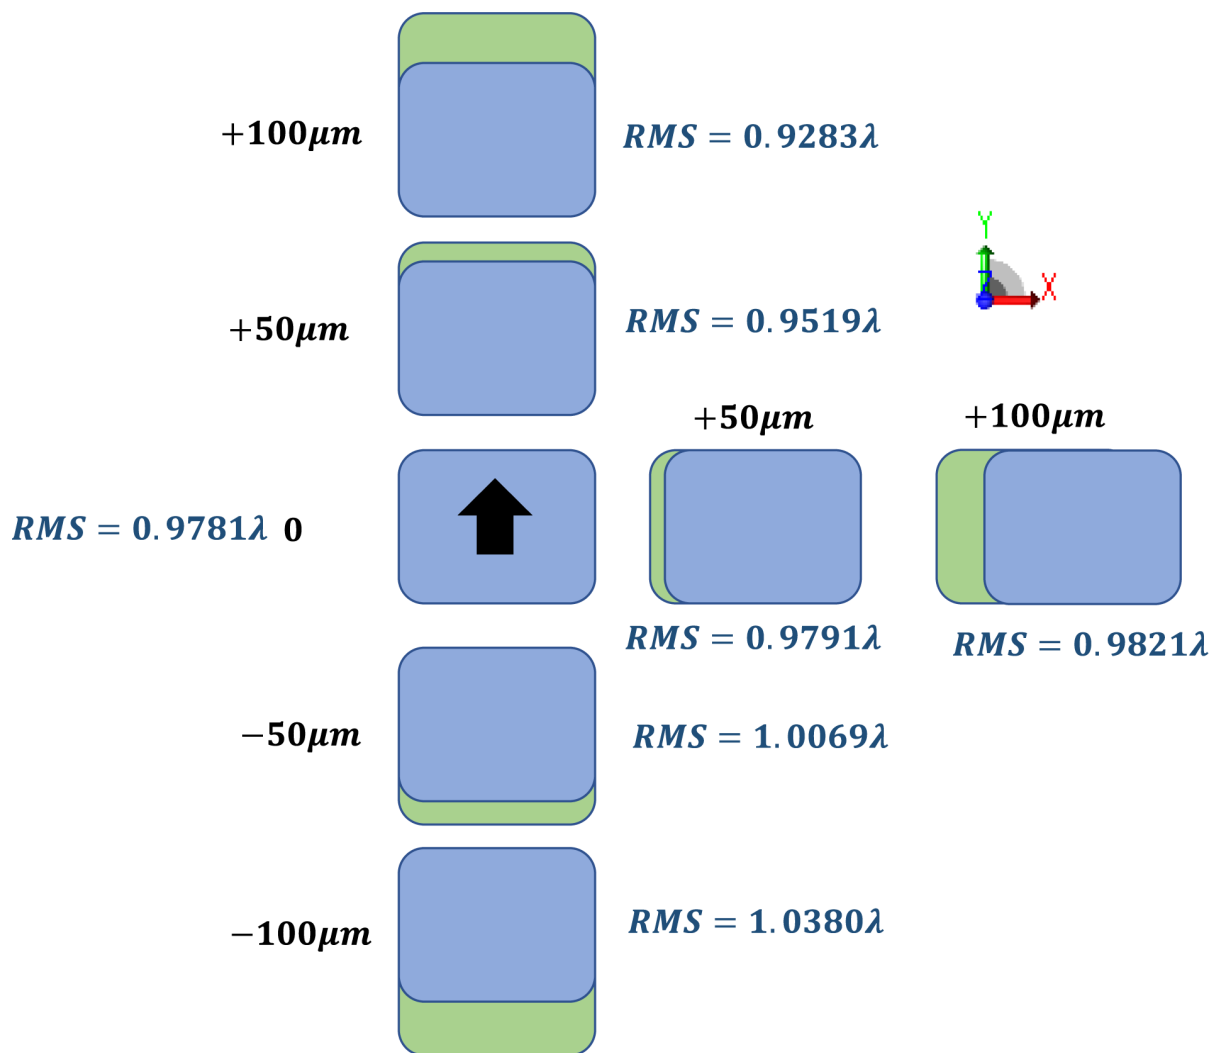 +100μm
RMS = 0.9283λ
Y
+50μm
RMS = 0.9519λ
X
+50μm
+100μm
RMS = 0.9781λ 0
RMS = 0.9791λ
RMS = 0.9821λ
−50μm
RMS = 1.0069λ
−100μm
RMS = 1.0380λ